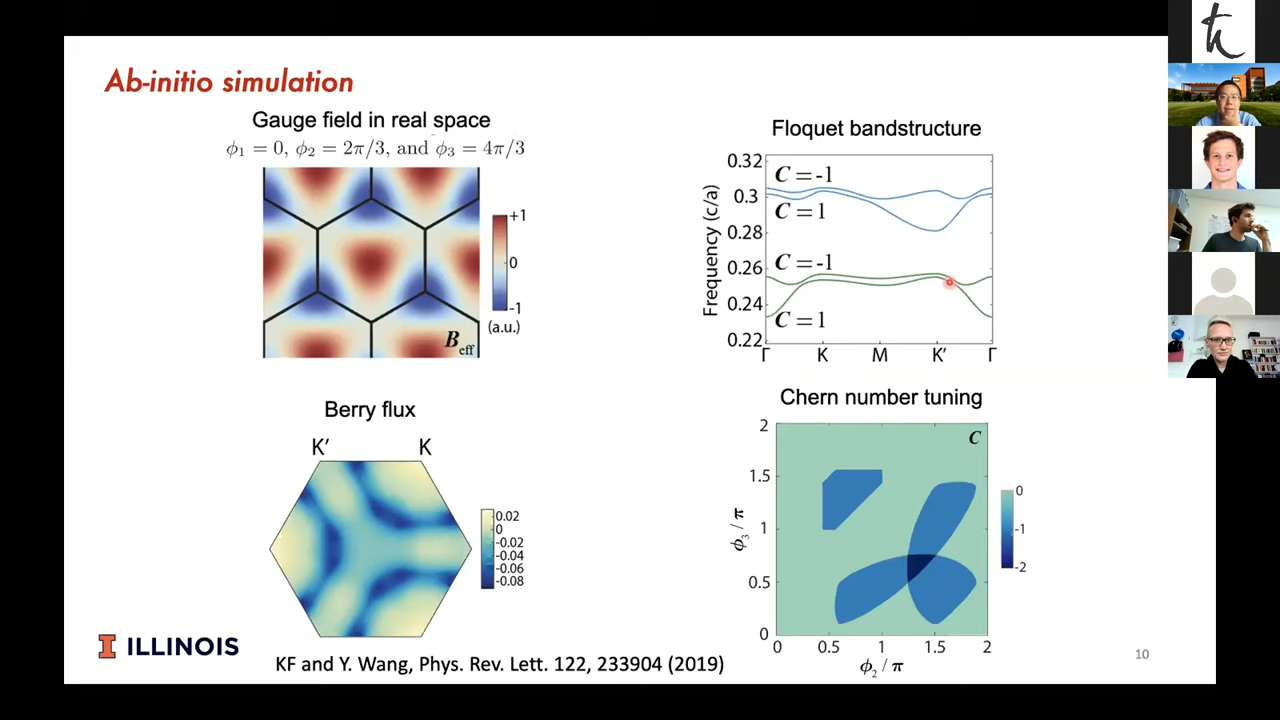 Ab-initio simulation
Gauge field in real space
ϕ₁ = 0, ϕ₂ = 2π/3, and ϕ₃ = 4π/3
+1
0
-1
(a.u.)
B_eff
Floquet bandstructure
Frequency (c/a)
0.32
0.3
0.28
0.26
0.24
0.22
C = -1
C = 1
C = -1
C = 1
Γ K M K′ Γ
Berry flux
K′ K
0.02
0
-0.02
-0.04
-0.06
-0.08
Chern number tuning
C
ϕ₃ / π
2
1.5
1
0.5
0
0 0.5 1 1.5 2
ϕ₂ / π
0
-1
-2
I ILLINOIS
KF and Y. Wang, Phys. Rev. Lett. 122, 233904 (2019)
10